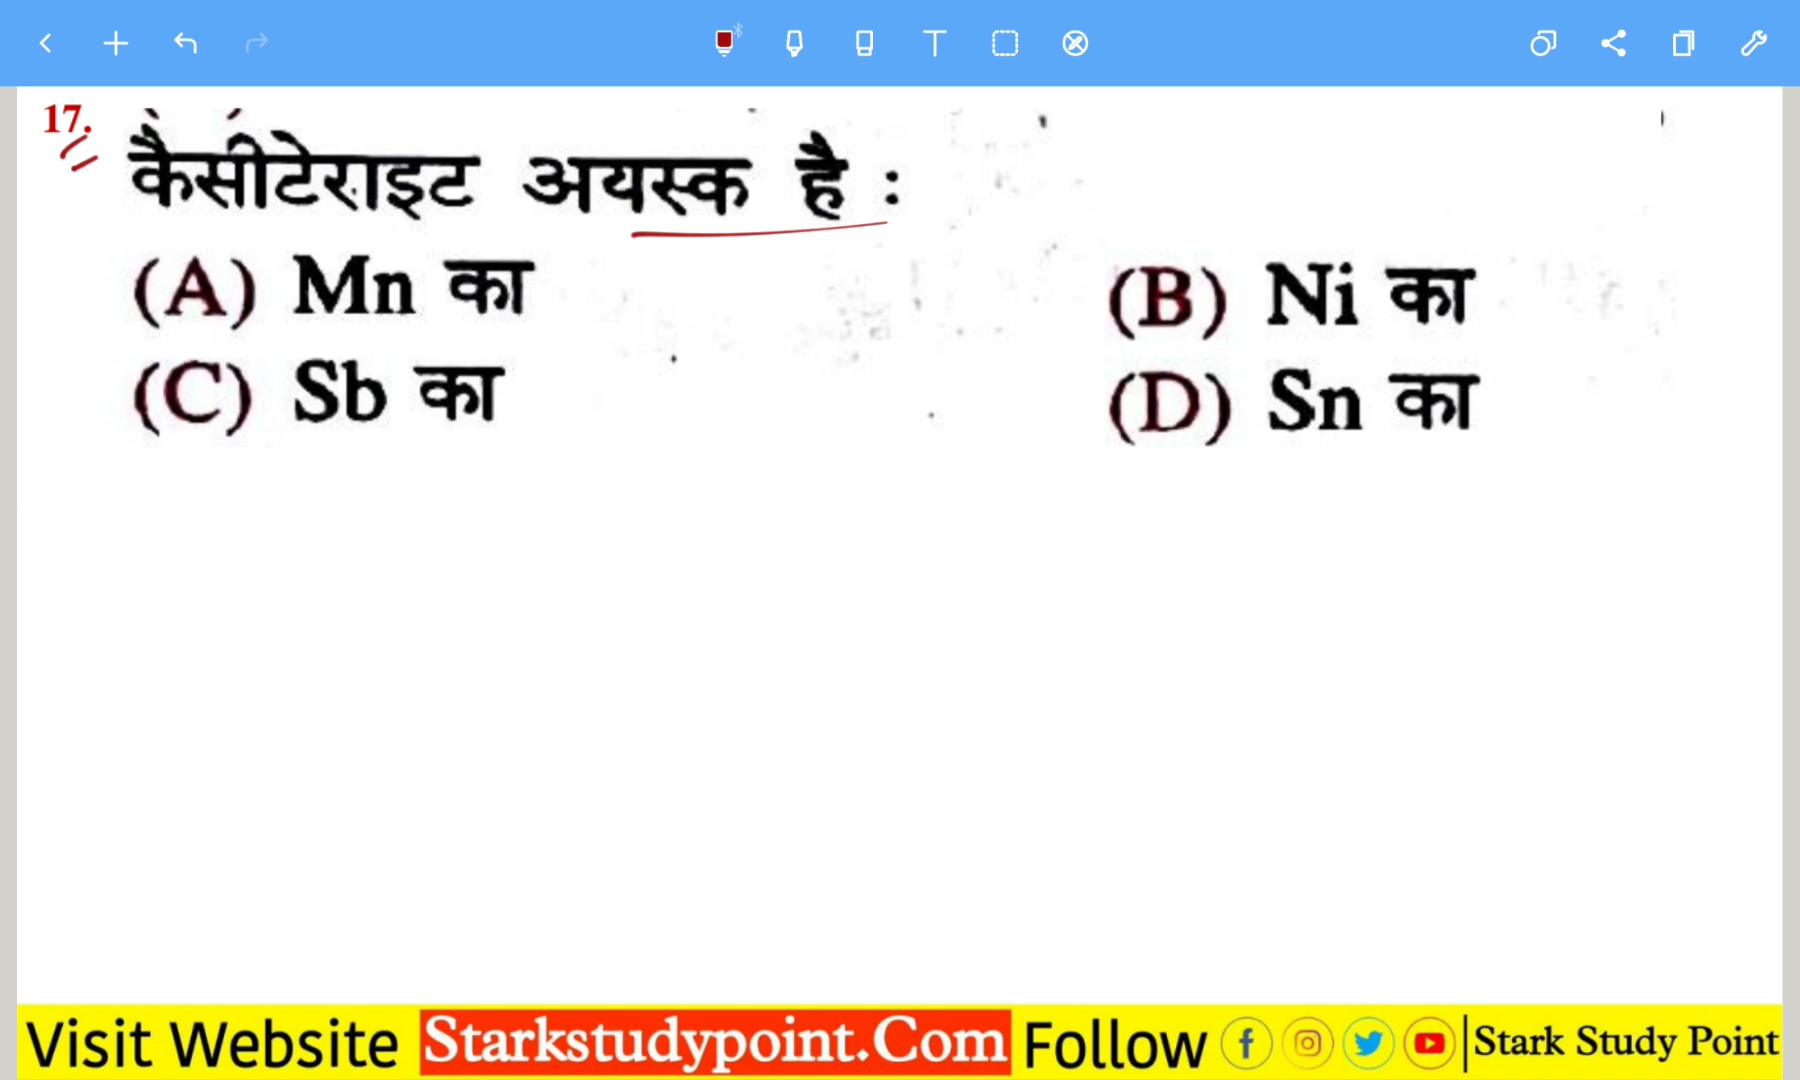 17.
कैसीटेराइट अयस्क है :
(A) Mn का
(B) Ni का
(C) Sb का
(D) Sn का
Visit Website Starkstudypoint.Com Follow | Stark Study Point